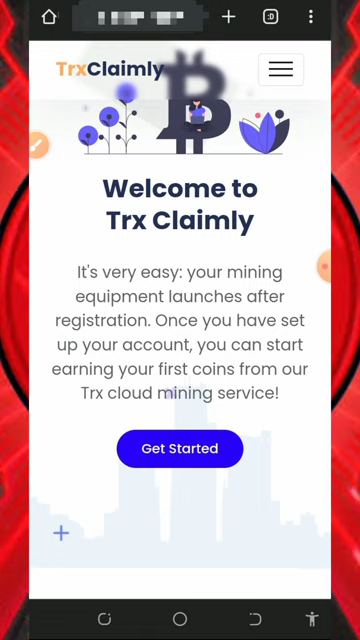 :D
TrxClaimly
Welcome to
Trx Claimly
It's very easy: your mining
equipment launches after
registration. Once you have set
up your account, you can start
earning your first coins from our
Trx cloud mining service!
Get Started